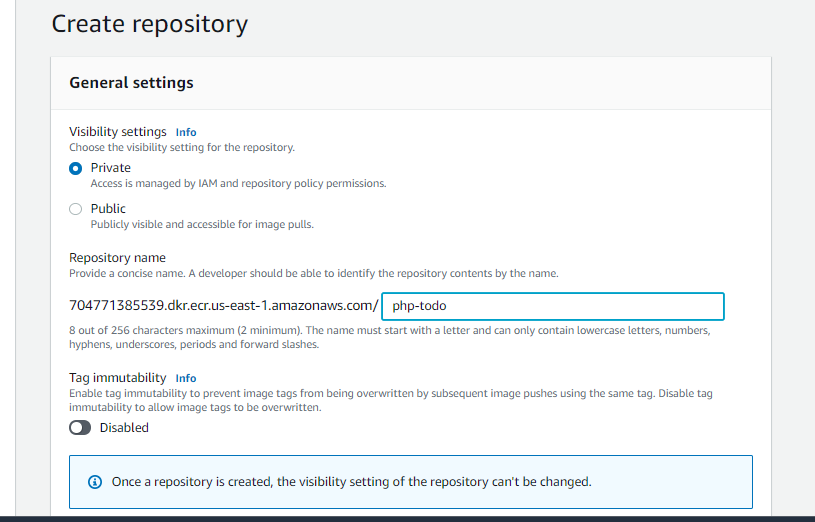 Create repository
General settings
Visibility settings Info
Choose the visibility setting for the repository.
Private
Access is managed by IAM and repository policy permissions.
Public
Publicly visible and accessible for image pulls.
Repository name
Provide a concise name. A developer should be able to identify the repository contents by the name.
704771385539.dkr.ecr.us-east-1.amazonaws.com/ php-todo
8 out of 256 characters maximum (2 minimum). The name must start with a letter and can only contain lowercase letters, numbers,
hyphens, underscores, periods and forward slashes.
Tag immutability Info
Enable tag immutability to prevent image tags from being overwritten by subsequent image pushes using the same tag. Disable tag
immutability to allow image tags to be overwritten.
Disabled
Once a repository is created, the visibility setting of the repository can't be changed.